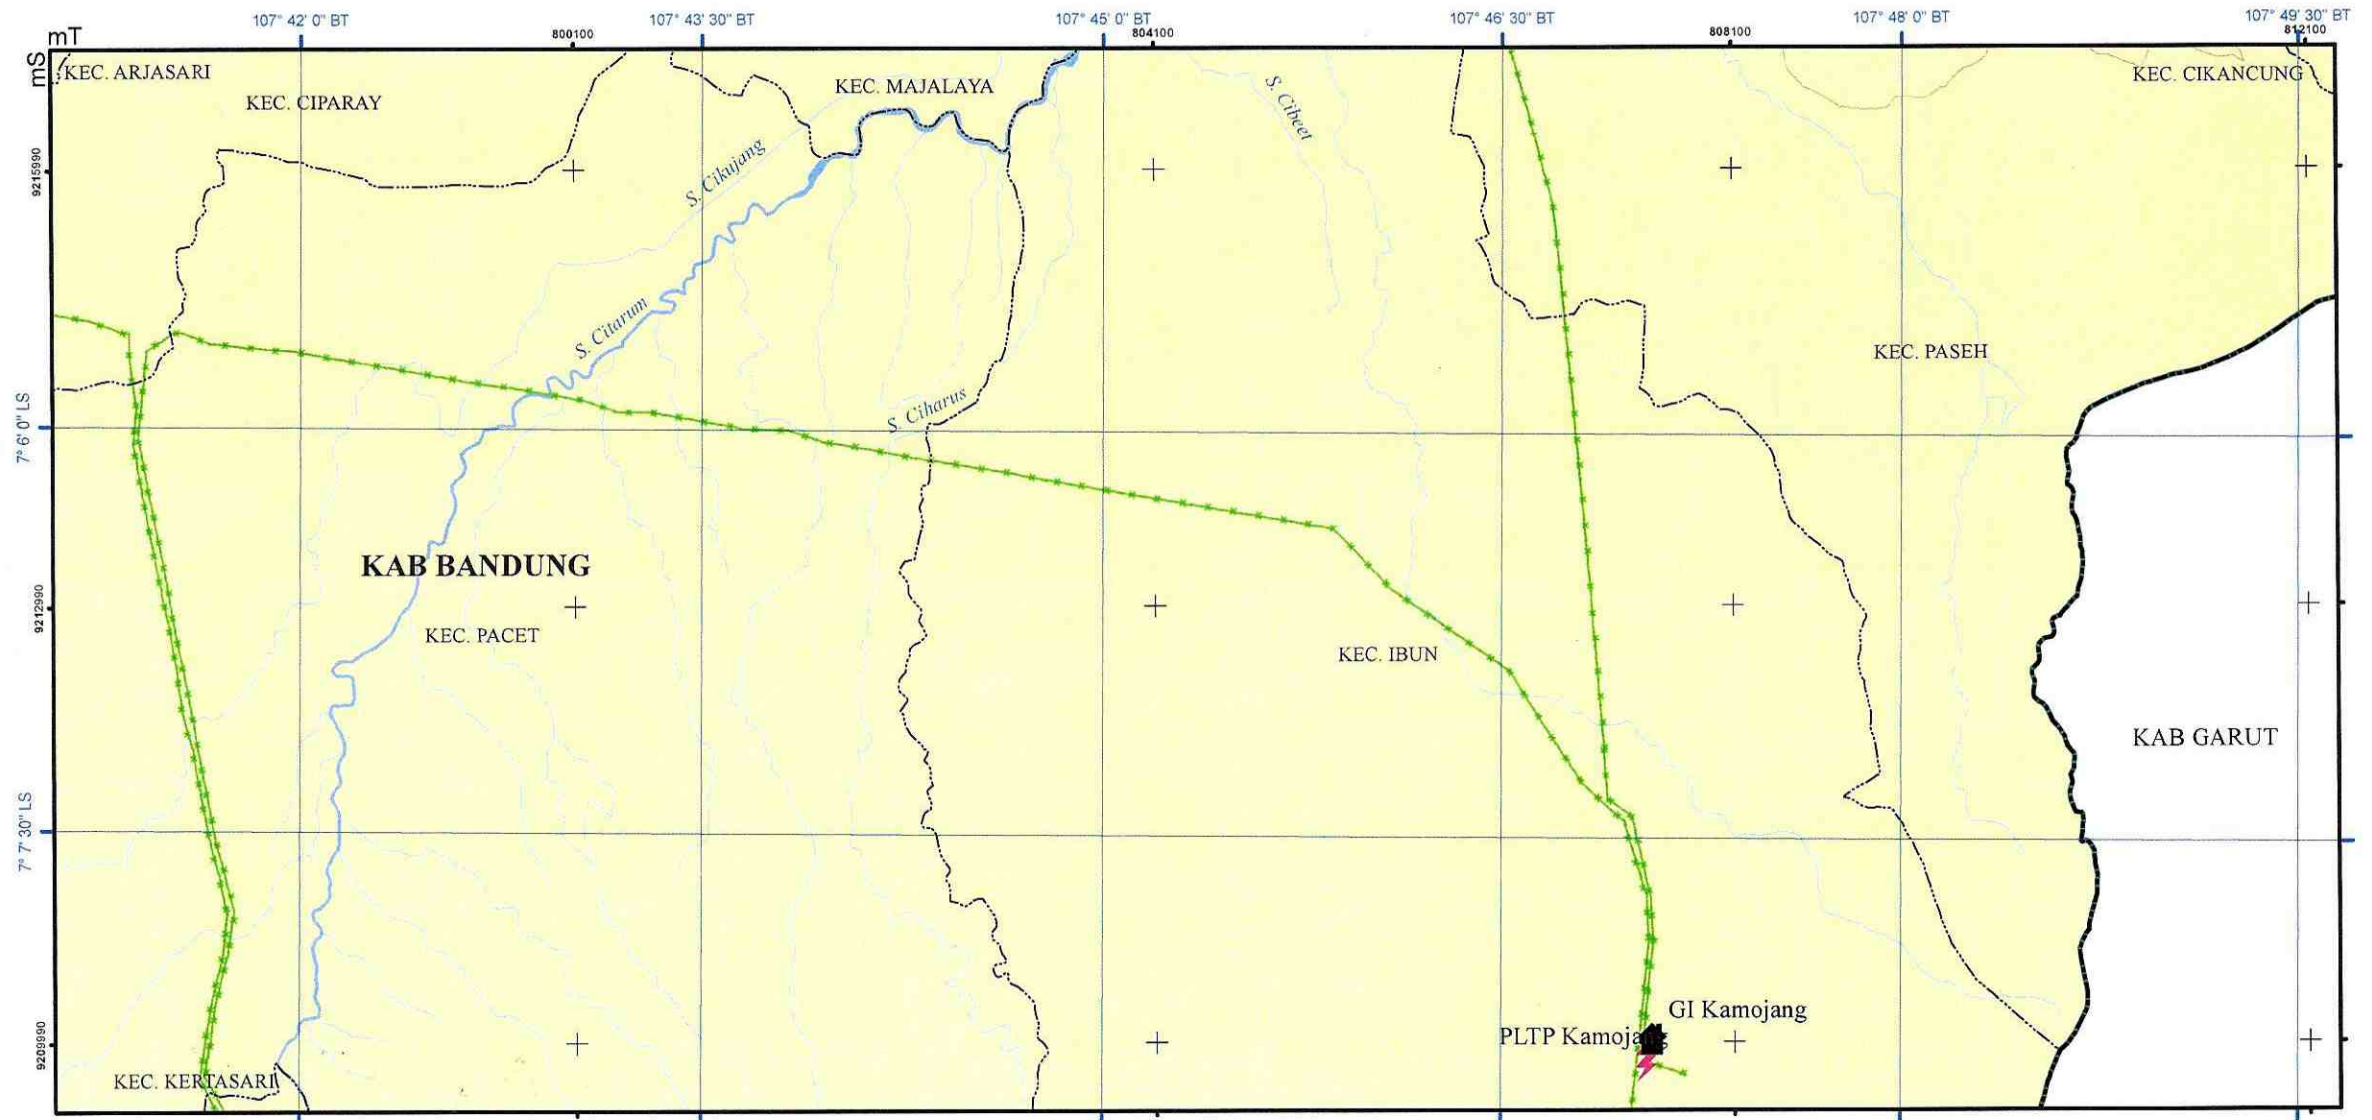 107° 42' 0" BT
107° 43' 30" BT
107° 45' 0" BT
107° 46' 30" BT
107° 48' 0" BT
107° 49' 30" BT
mT
800100
804100
808100
812100
mS
KEC. ARJASARI
KEC. CIPARAY
KEC. MAJALAYA
S. Cibeet
KEC. CIKANCUNG
9215990
S. Cikujang
S. Citarum
KEC. PASEH
S. Ciharus
7° 6' 0" LS
KAB BANDUNG
9212990
KEC. PACET
KEC. IBUN
KAB GARUT
7° 7' 30" LS
GI Kamojang
PLTP Kamojang
9209990
KEC. KERTASARI